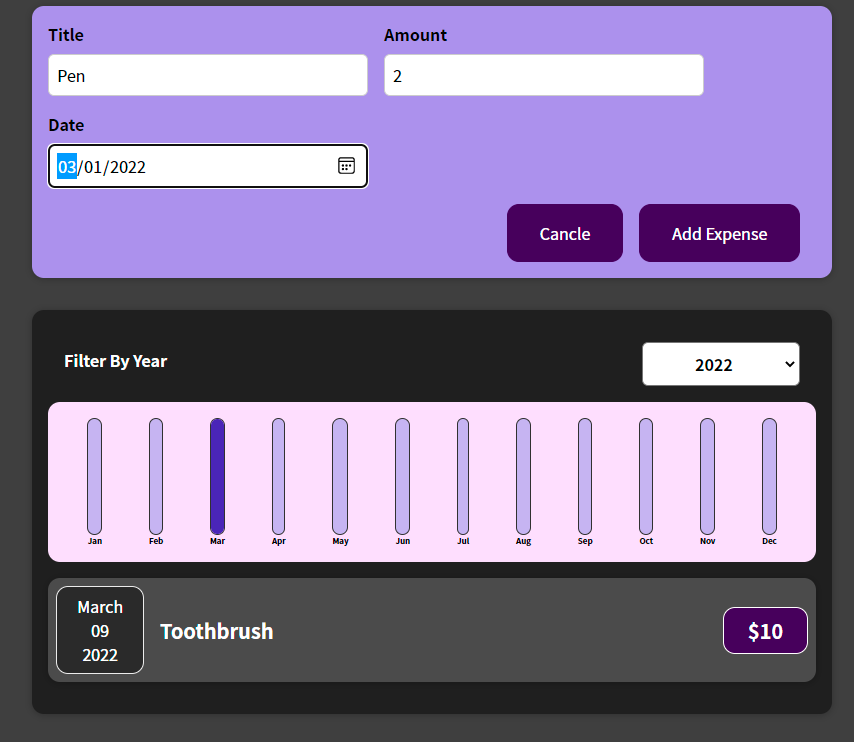 Title Amount
Pen 2
Date
03/01/2022
Cancle Add Expense
Filter By Year 2022
Jan Feb Mar Apr May Jun Jul Aug Sep Oct Nov Dec
March
09
2022
Toothbrush
$10